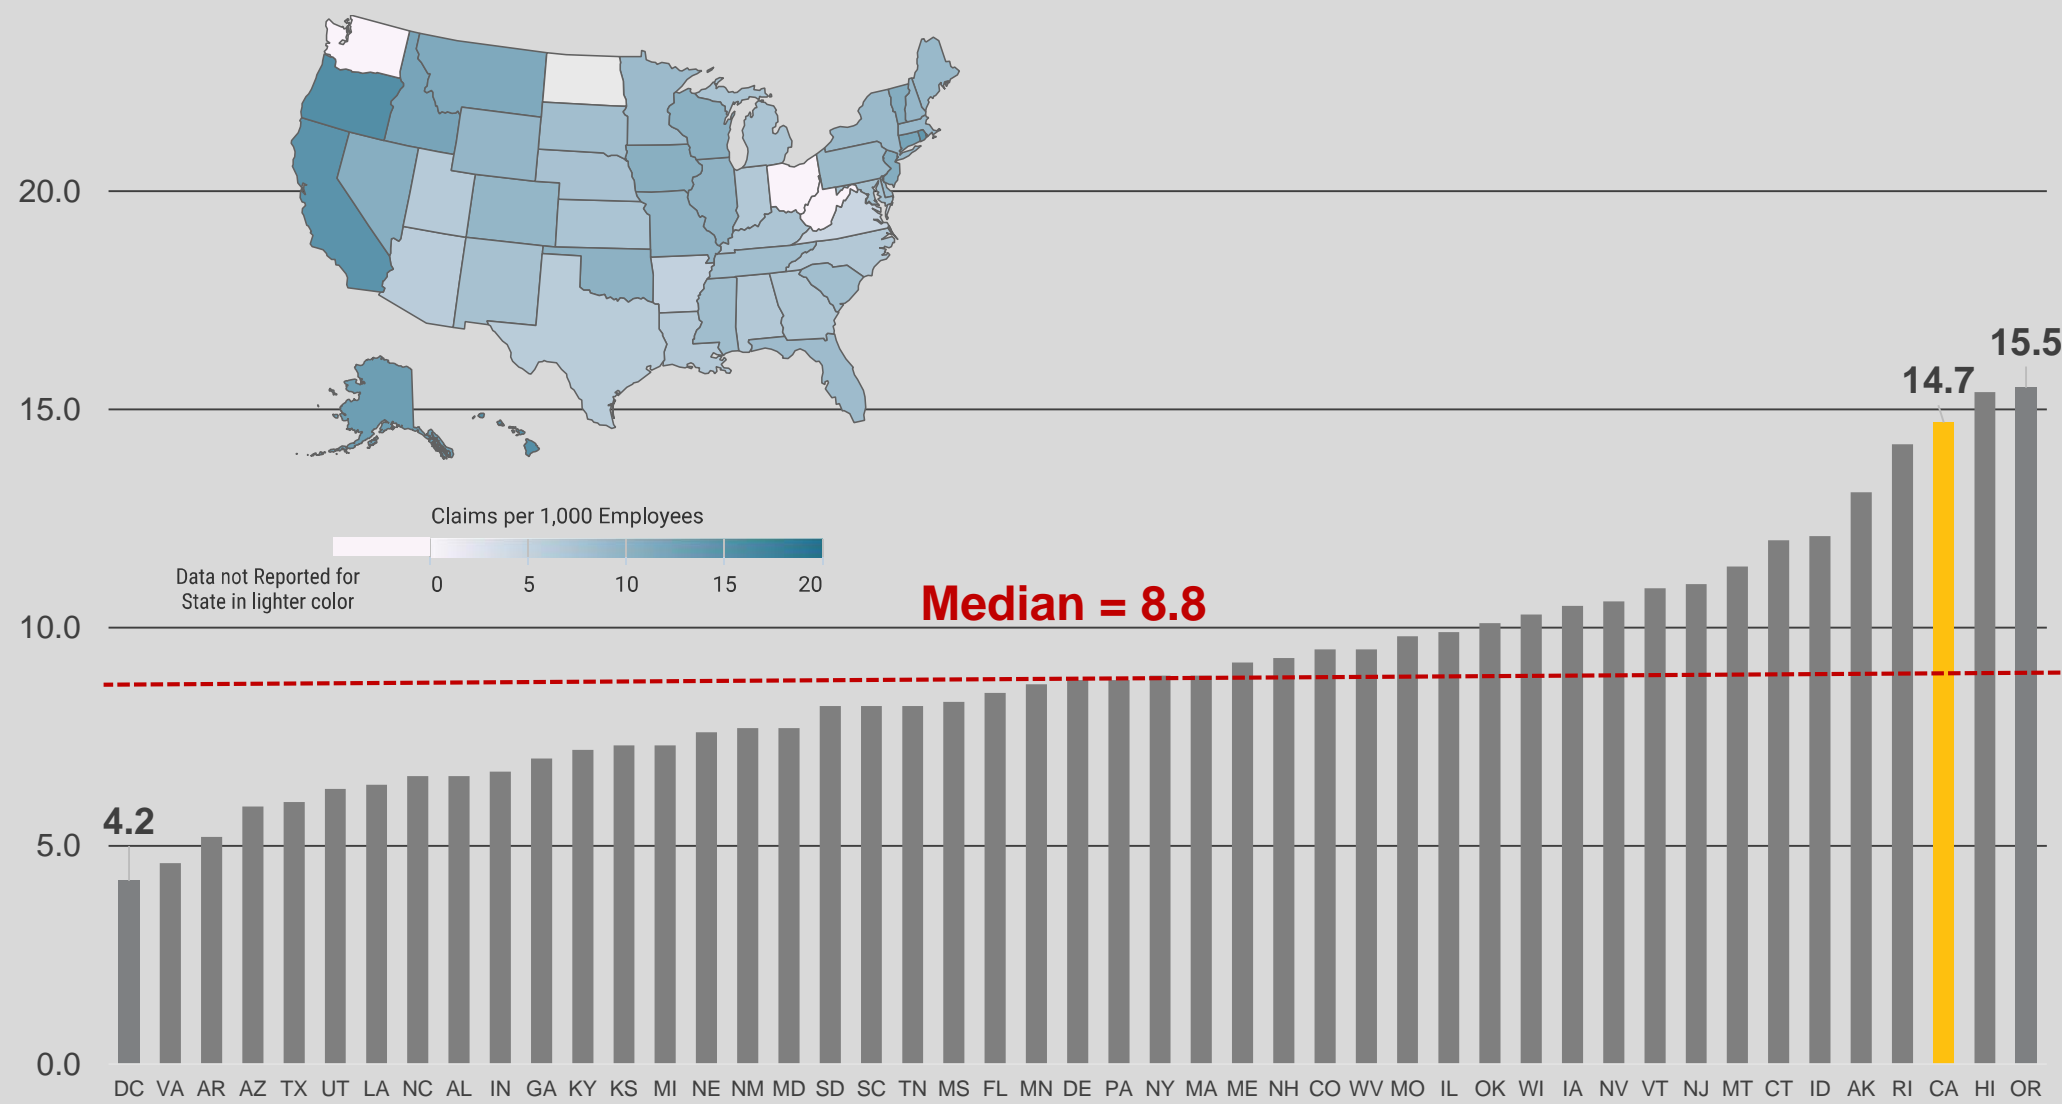 20.0
15.0
10.0
5.0
0.0
Claims per 1,000 Employees
Data not Reported for
State in lighter color
0 5 10 15 20
Median = 8.8
4.2
14.7
15.5
DC VA AR AZ TX UT LA NC AL IN GA KY KS MI NE NM MD SD SC TN MS FL MN DE PA NY MA ME NH CO WV MO IL OK WI IA NV VT NJ MT CT ID AK RI CA HI OR